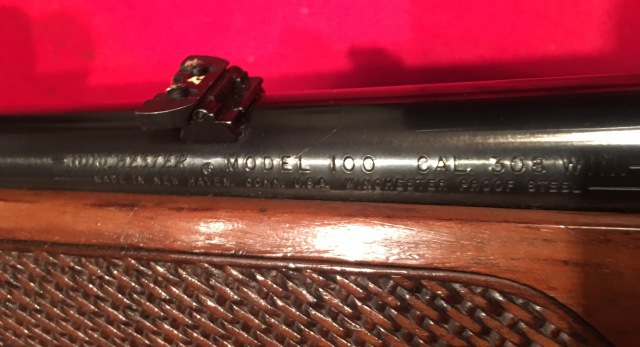 WINCHESTER ® MODEL 100 CAL. 308 WIN.
MADE IN NEW HAVEN, CONN. U.S.A. WINCHESTER PROOF STEEL